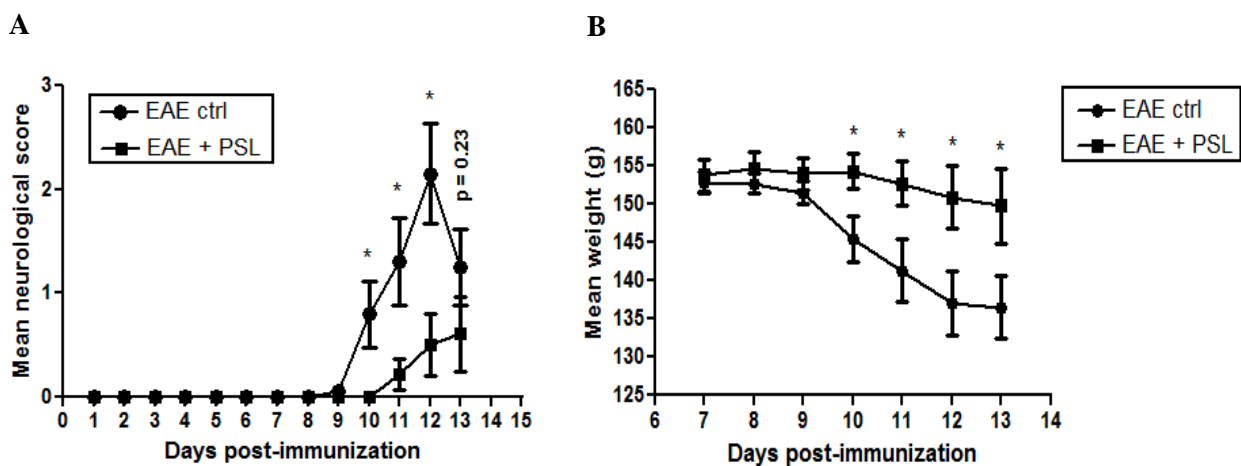 A
B
Mean neurological score
3
2
1
0
EAE ctrl
EAE + PSL
*
*
*
p = 0.23
0 1 2 3 4 5 6 7 8 9 10 11 12 13 14 15
Days post-immunization
Mean weight (g)
165
160
155
150
145
140
135
130
125
* * * *
6 7 8 9 10 11 12 13 14
Days post-immunization
EAE ctrl
EAE + PSL